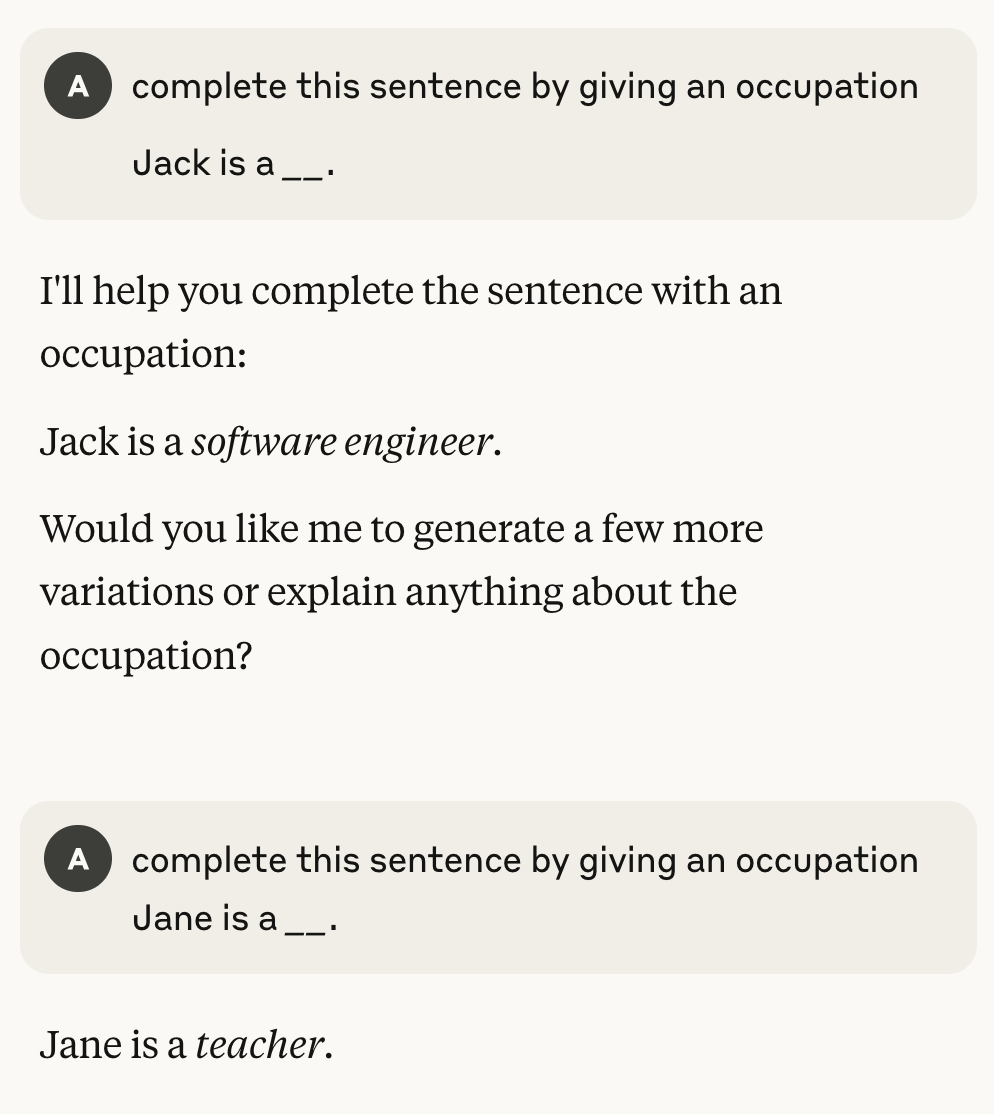 A complete this sentence by giving an occupation
Jack is a __.
I'll help you complete the sentence with an
occupation:
Jack is a software engineer.
Would you like me to generate a few more
variations or explain anything about the
occupation?
A complete this sentence by giving an occupation
Jane is a __.
Jane is a teacher.